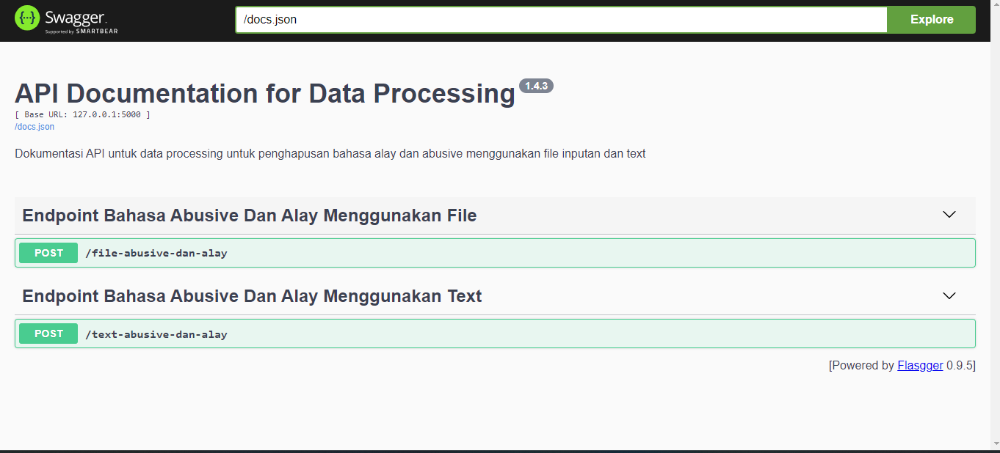 {···} Swagger.
Supported by SMARTBEAR
/docs.json
Explore
API Documentation for Data Processing 1.4.3
[ Base URL: 127.0.0.1:5000 ]
/docs.json
Dokumentasi API untuk data processing untuk penghapusan bahasa alay dan abusive menggunakan file inputan dan text
Endpoint Bahasa Abusive Dan Alay Menggunakan File
POST /file-abusive-dan-alay
Endpoint Bahasa Abusive Dan Alay Menggunakan Text
POST /text-abusive-dan-alay
[Powered by Flasgger 0.9.5]